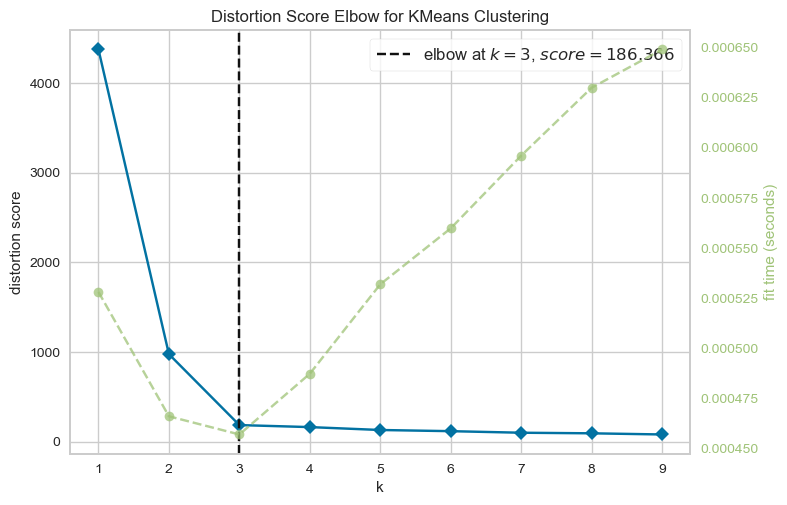 Distortion Score Elbow for KMeans Clustering
elbow at k = 3, score = 186.366
distortion score
4000
3000
2000
1000
0
1 2 3 4 5 6 7 8 9
k
0.000650
0.000625
0.000600
0.000575
0.000550
0.000525
0.000500
0.000475
0.000450
fit time (seconds)